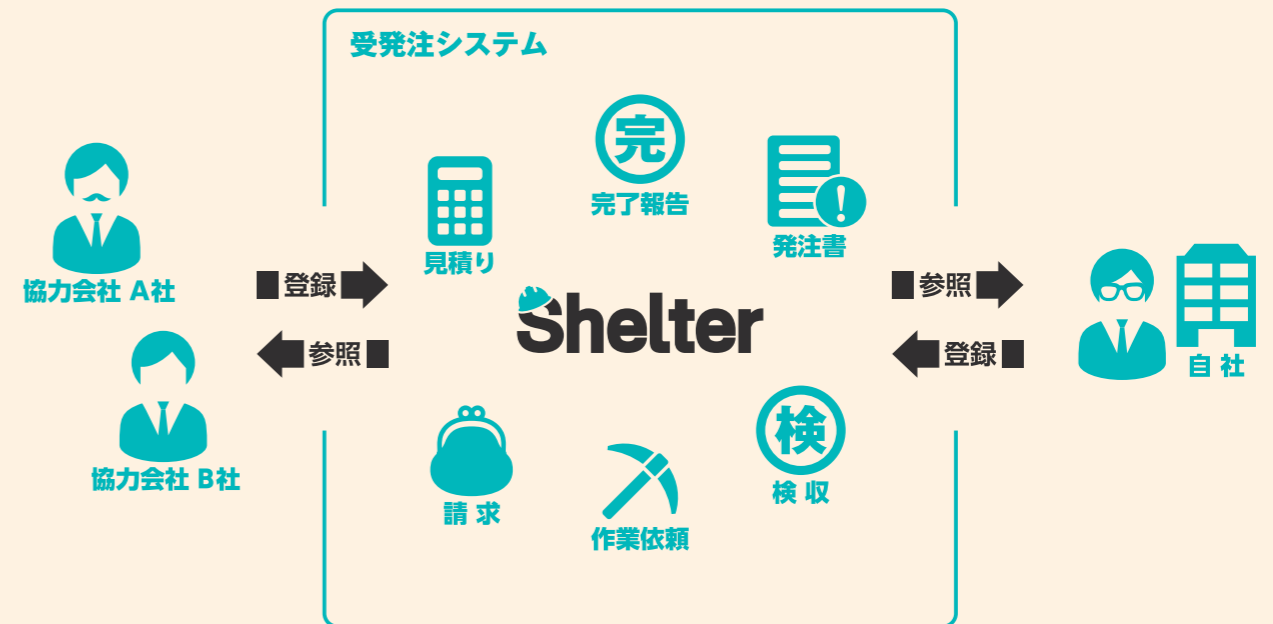 受発注システム
完
完了報告
発注書
見積り
協力会社 A社
登録
参照
Shelter
参照
登録
自社
協力会社 B社
請求
作業依頼
検
検収